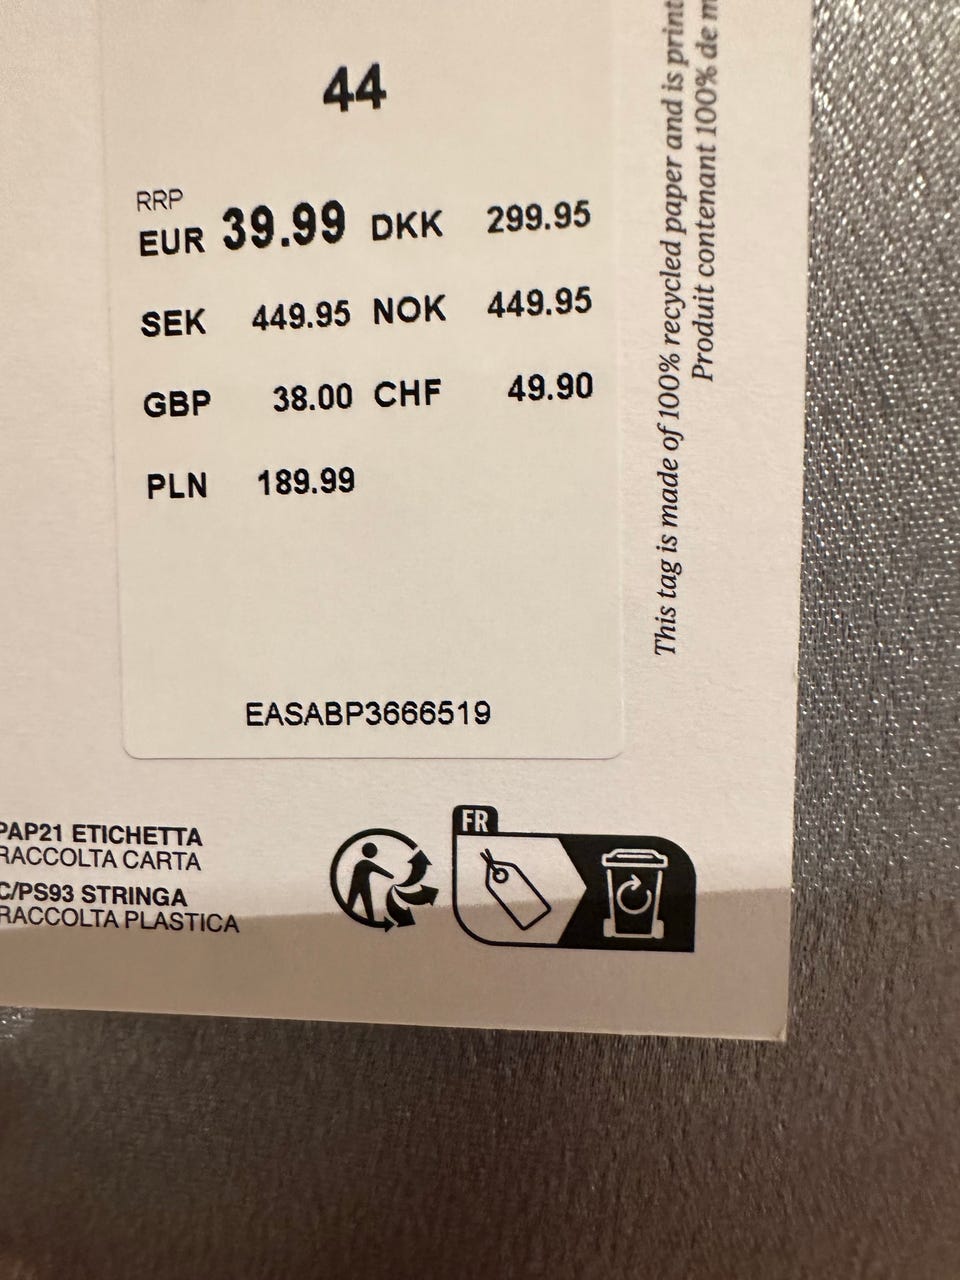 44
RRP
EUR 39.99 DKK 299.95
SEK 449.95 NOK 449.95
GBP 38.00 CHF 49.90
PLN 189.99
EASABP3666519
This tag is made of 100% recycled paper and is
Produit contenant 100% de
PAP21 ETICHETTA
RACCOLTA CARTA
C/PS93 STRINGA
RACCOLTA PLASTICA
FR